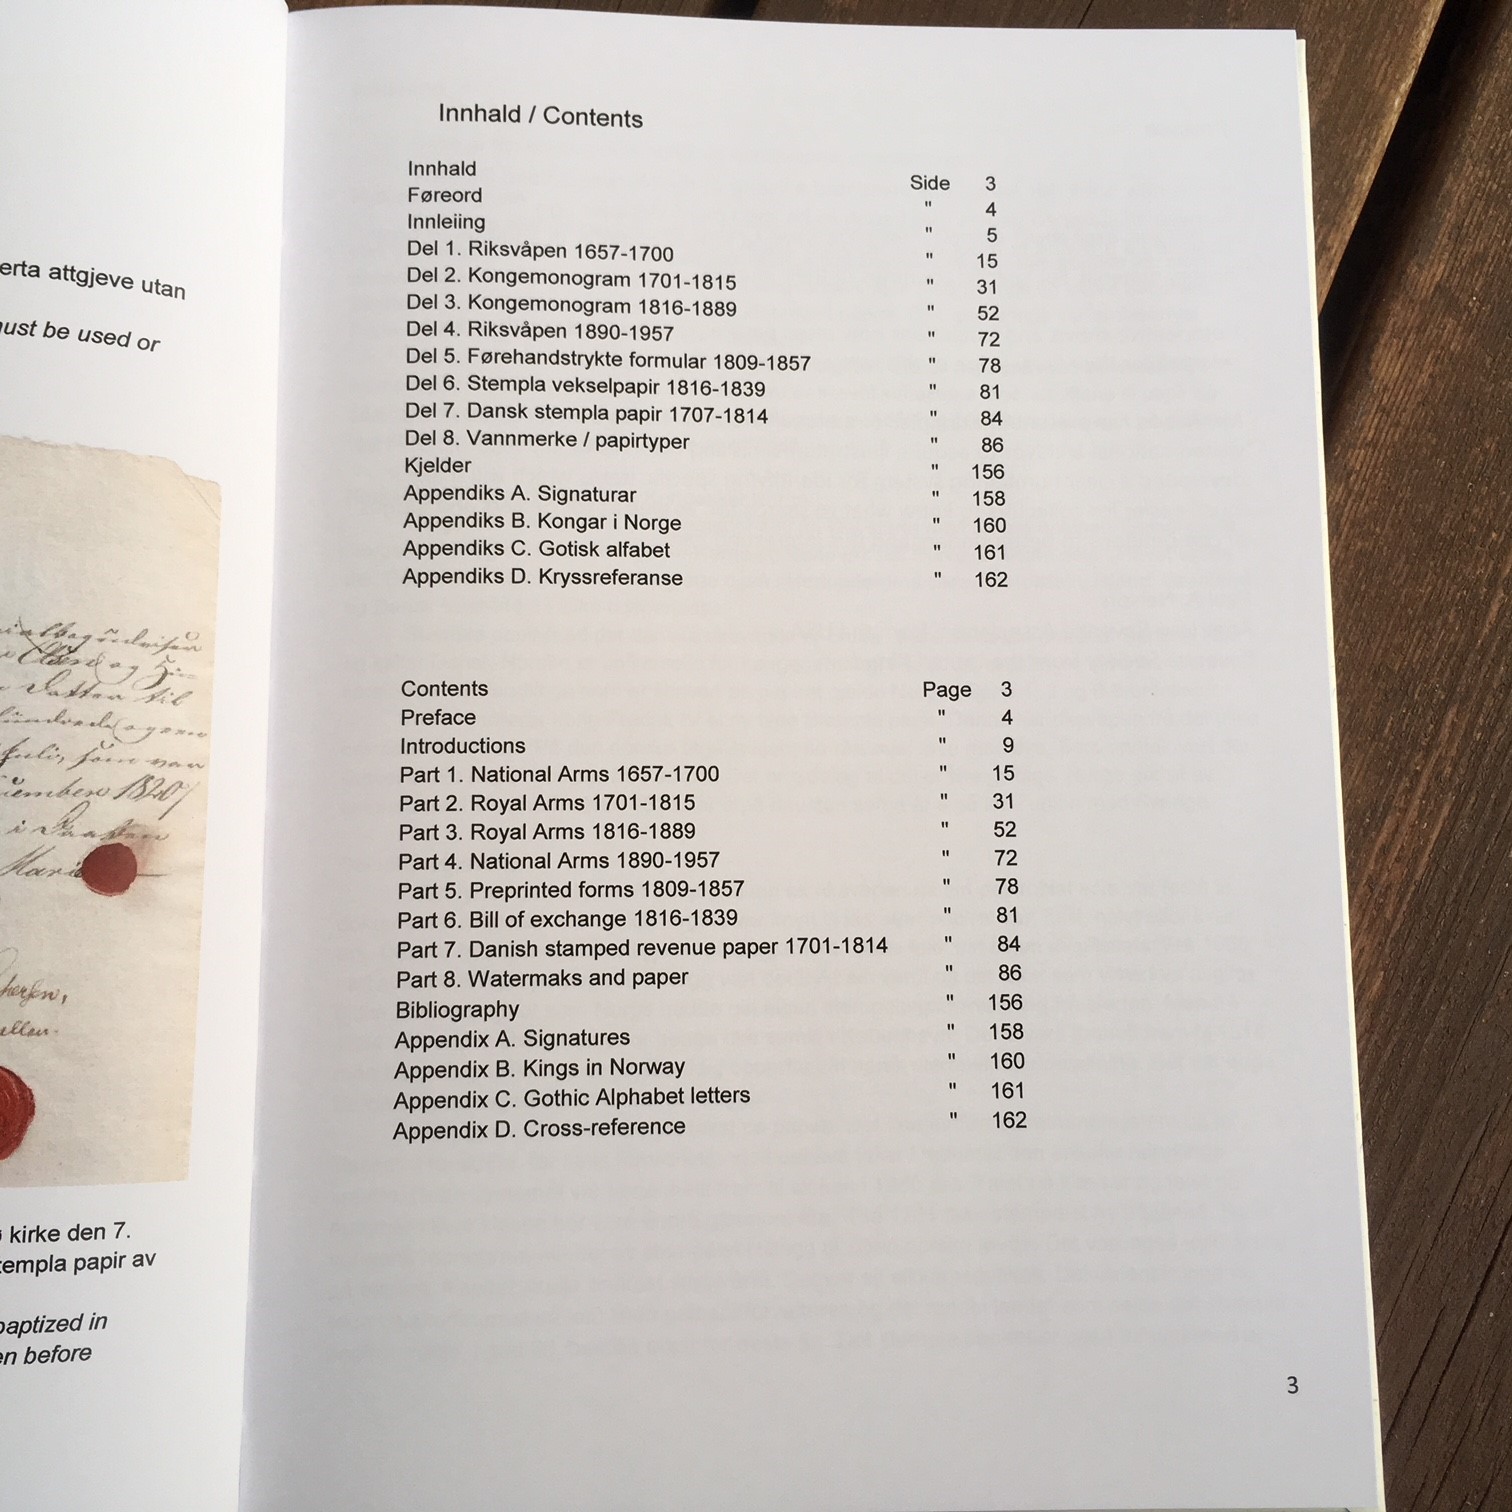 erta attgjeve utan
must be used or
kirke den 7.
templa papir av
baptized in
en before
Innhald / Contents
Innhald Side 3
Føreord " 4
Innleiing " 5
Del 1. Riksvåpen 1657-1700 " 15
Del 2. Kongemonogram 1701-1815 " 31
Del 3. Kongemonogram 1816-1889 " 52
Del 4. Riksvåpen 1890-1957 " 72
Del 5. Førehandstrykte formular 1809-1857 " 78
Del 6. Stempla vekselpapir 1816-1839 " 81
Del 7. Dansk stempla papir 1707-1814 " 84
Del 8. Vannmerke / papirtyper " 86
Kjelder " 156
Appendiks A. Signaturar " 158
Appendiks B. Kongar i Norge " 160
Appendiks C. Gotisk alfabet " 161
Appendiks D. Kryssreferanse " 162
Contents Page 3
Preface " 4
Introductions " 9
Part 1. National Arms 1657-1700 " 15
Part 2. Royal Arms 1701-1815 " 31
Part 3. Royal Arms 1816-1889 " 52
Part 4. National Arms 1890-1957 " 72
Part 5. Preprinted forms 1809-1857 " 78
Part 6. Bill of exchange 1816-1839 " 81
Part 7. Danish stamped revenue paper 1701-1814 " 84
Part 8. Watermaks and paper " 86
Bibliography " 156
Appendix A. Signatures " 158
Appendix B. Kings in Norway " 160
Appendix C. Gothic Alphabet letters " 161
Appendix D. Cross-reference " 162
3